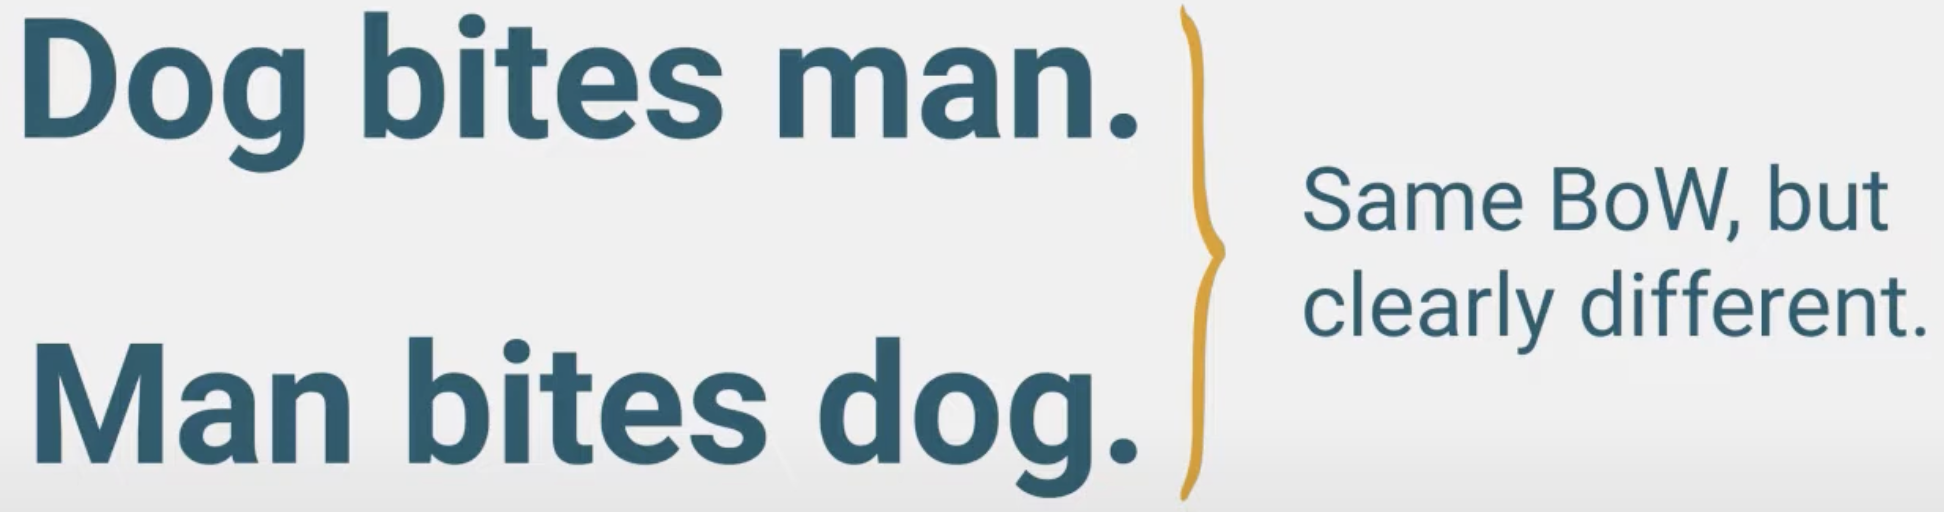 Dog bites man.
Man bites dog.
Same BoW, but
clearly different.